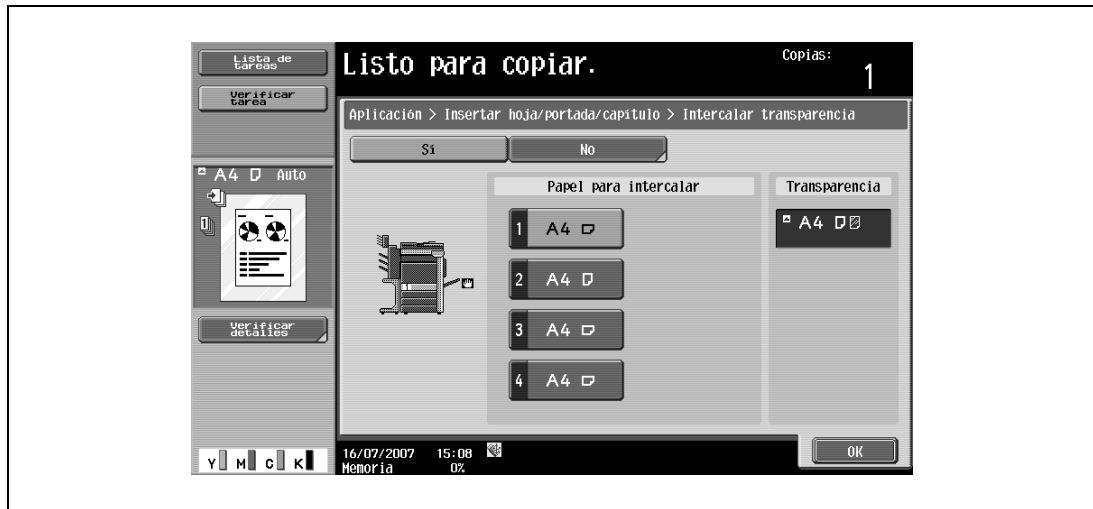 Lista de
tareas
Listo para copiar.
Copias:
1
Verificar
tarea
Aplicación > Insertar hoja/portada/capítulo > Intercalar transparencia
Sí
No
A4 Auto
Papel para intercalar
Transparencia
1 A4
A4
2 A4
3 A4
4 A4
1
Verificar
detalles
OK
Y M C K
16/07/2007 15:08
Memoria 0%